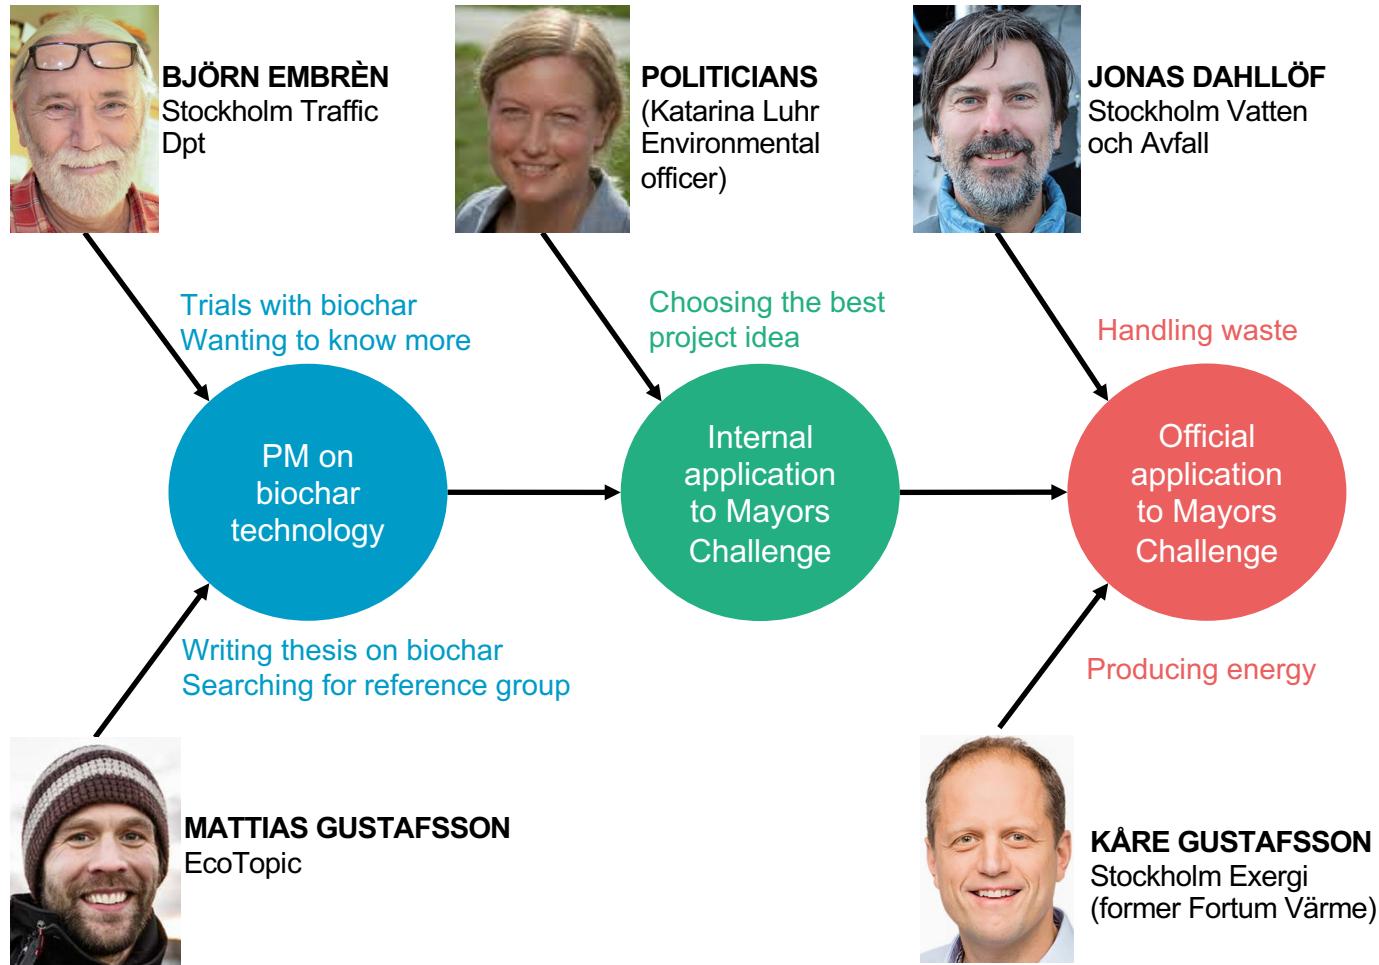 BJÖRN EMBRÈN
Stockholm Traffic
Dpt
POLITICIANS
(Katarina Luhr
Environmental
officer)
JONAS DAHLLÖF
Stockholm Vatten
och Avfall
Trials with biochar
Wanting to know more
Choosing the best
project idea
Handling waste
PM on
biochar
technology
Internal
application
to Mayors
Challenge
Official
application
to Mayors
Challenge
Writing thesis on biochar
Searching for reference group
Producing energy
MATTIAS GUSTAFSSON
EcoTopic
KÅRE GUSTAFSSON
Stockholm Exergi
(former Fortum Värme)